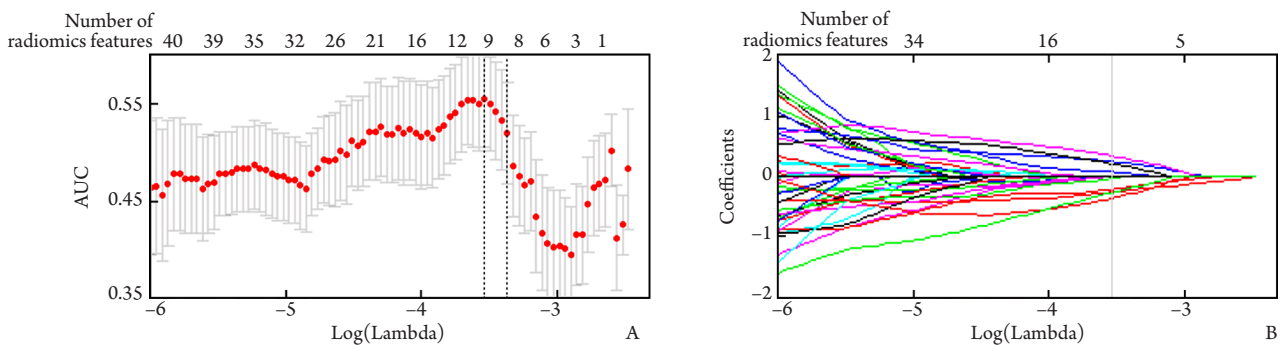 Number of
radiomics features 40 39 35 32 26 21 16 12 9 8 6 3 1
0.55
0.45
0.35
AUC
−6 −5 −4 −3
Log(Lambda)
A
Number of
radiomics features 34 16 5
2
1
0
−1
−2
Coefficients
−6 −5 −4 −3
Log(Lambda)
B